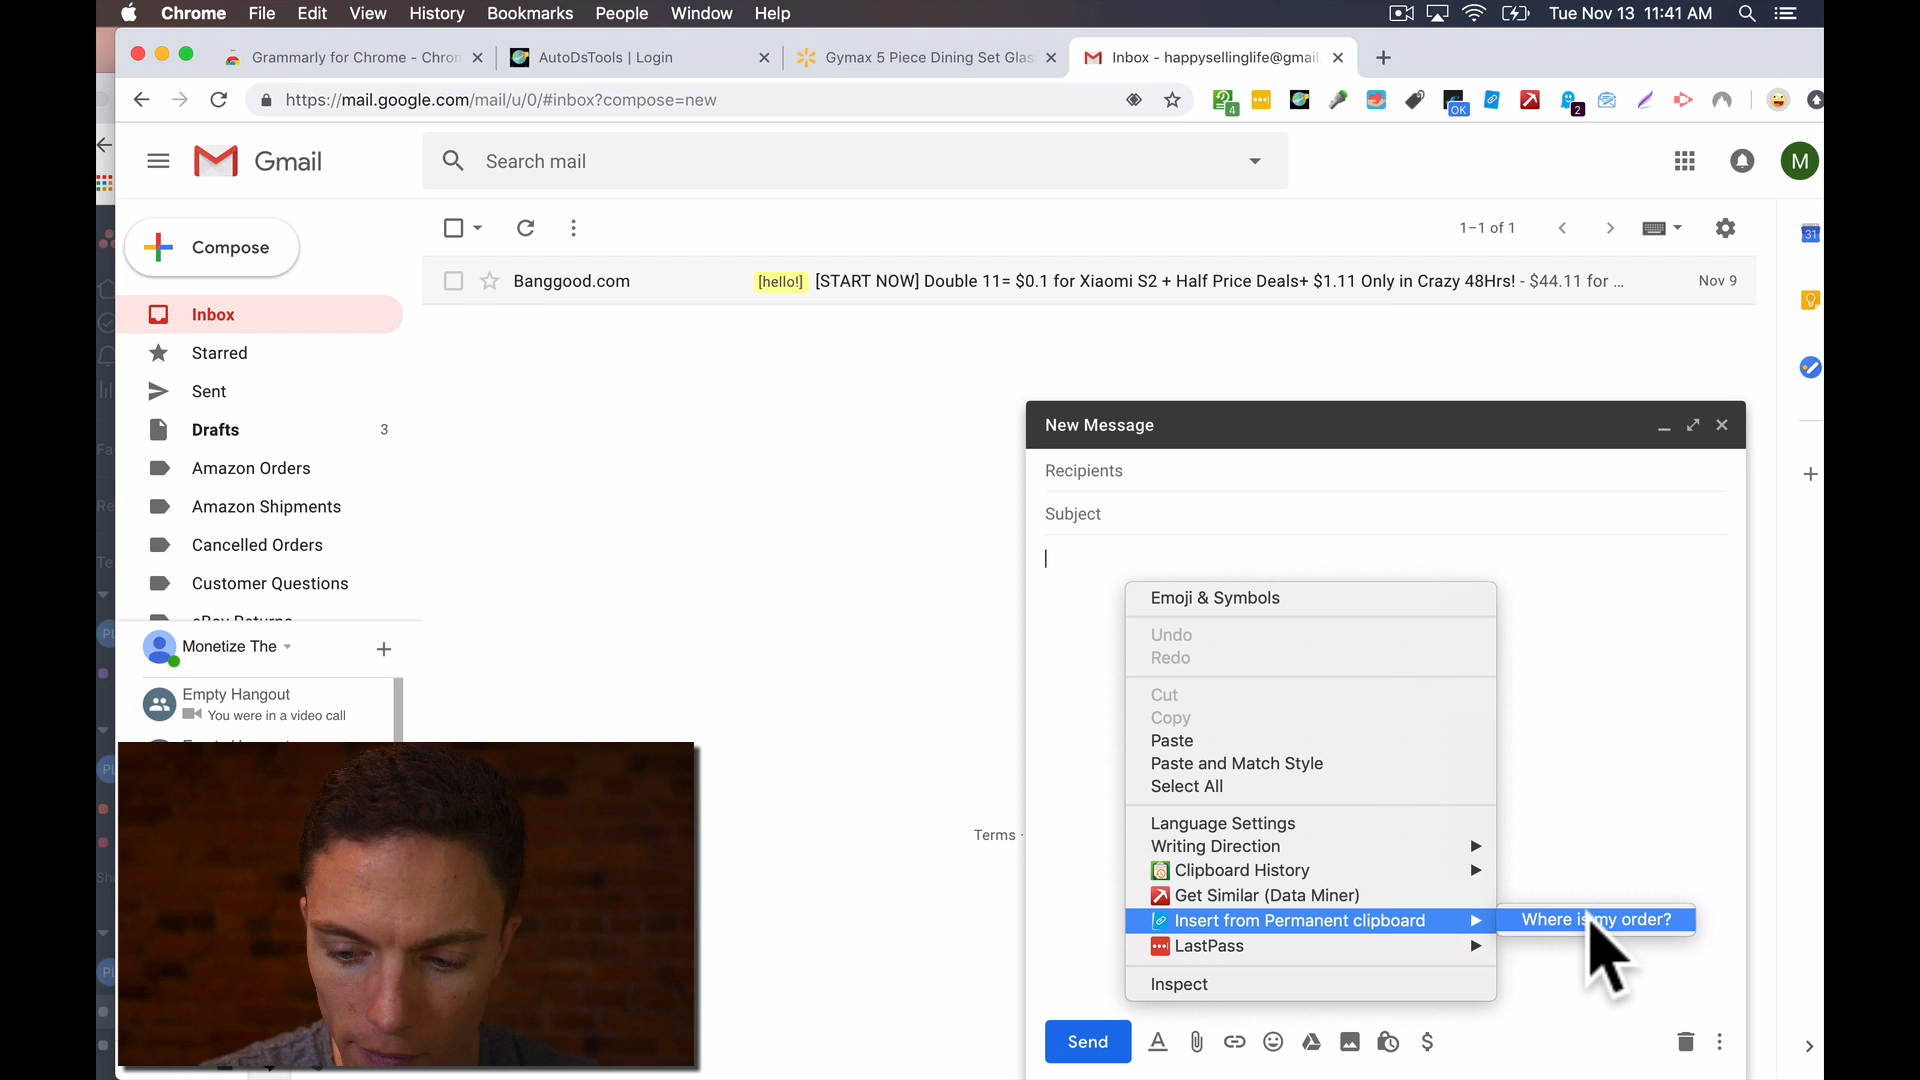 Chrome File Edit View History Bookmarks People Window Help Tue Nov 13 11:41 AM
Grammarly for Chrome - Chron AutoDsTools | Login Gymax 5 Piece Dining Set Glas Inbox - happysellinglife@gmail.
https://mail.google.com/mail/u/0/#inbox?compose=new
4
OK
2
Gmail
Search mail
M
Compose
1–1 of 1
31
Banggood.com [hello!] [START NOW] Double 11= $0.1 for Xiaomi S2 + Half Price Deals+ $1.11 Only in Crazy 48Hrs! - $44.11 for ... Nov 9
Inbox
Starred
Sent
Drafts 3
Amazon Orders
Amazon Shipments
Cancelled Orders
Customer Questions
eBay Returns
Monetize The
Empty Hangout
You were in a video call
Terms ·
New Message
Recipients
Subject
Emoji & Symbols
Undo
Redo
Cut
Copy
Paste
Paste and Match Style
Select All
Language Settings
Writing Direction
Clipboard History
Get Similar (Data Miner)
Insert from Permanent clipboard
Where is my order?
LastPass
Inspect
Send